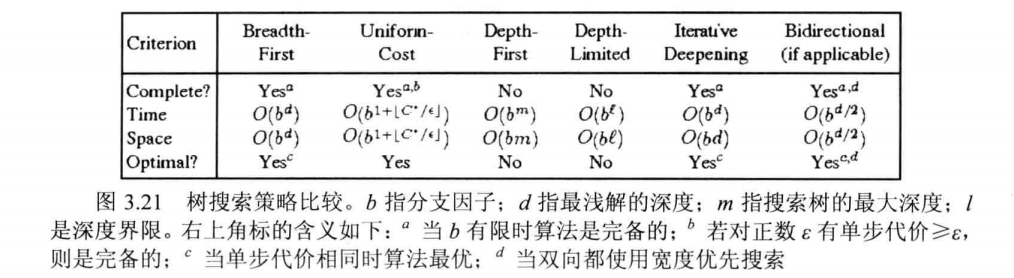 Criterion Breadth-First Uniform-Cost Depth-First Depth-Limited Iterative Deepening Bidirectional (if applicable)
Complete? Yesᵃ Yesᵃ,ᵇ No No Yesᵃ Yesᵃ,ᵈ
Time O(b^d) O(b^{1+⌊C*/ε⌋}) O(b^m) O(b^ℓ) O(b^d) O(b^{d/2})
Space O(b^d) O(b^{1+⌊C*/ε⌋}) O(bm) O(bℓ) O(bd) O(b^{d/2})
Optimal? Yesᶜ Yes No No Yesᶜ Yesᶜ,ᵈ
图 3.21 树搜索策略比较。b 指分支因子；d 指最浅解的深度；m 指搜索树的最大深度；l
是深度界限。右上角标的含义如下：ᵃ 当 b 有限时算法是完备的；ᵇ 若对正数 ε 有单步代价≥ε，
则是完备的；ᶜ 当单步代价相同时算法最优；ᵈ 当双向都使用宽度优先搜索